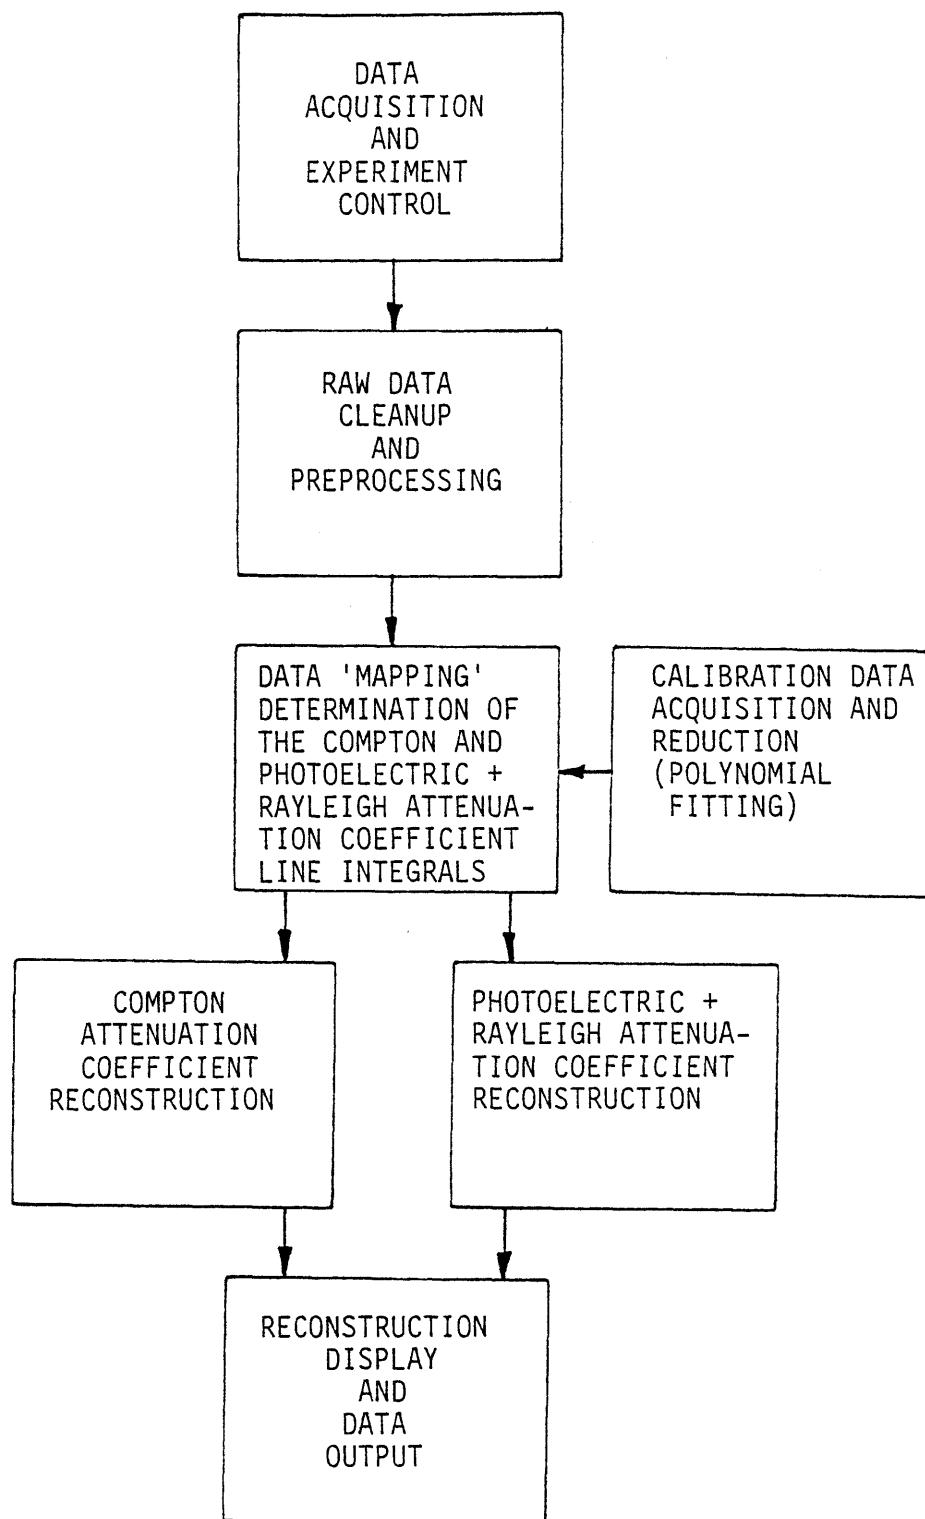 DATA
ACQUISITION
AND
EXPERIMENT
CONTROL
RAW DATA
CLEANUP
AND
PREPROCESSING
DATA 'MAPPING'
DETERMINATION OF
THE COMPTON AND
PHOTOELECTRIC +
RAYLEIGH ATTENUA-
TION COEFFICIENT
LINE INTEGRALS
CALIBRATION DATA
ACQUISITION AND
REDUCTION
(POLYNOMIAL
FITTING)
COMPTON
ATTENUATION
COEFFICIENT
RECONSTRUCTION
PHOTOELECTRIC +
RAYLEIGH ATTENUA-
TION COEFFICIENT
RECONSTRUCTION
RECONSTRUCTION
DISPLAY
AND
DATA
OUTPUT